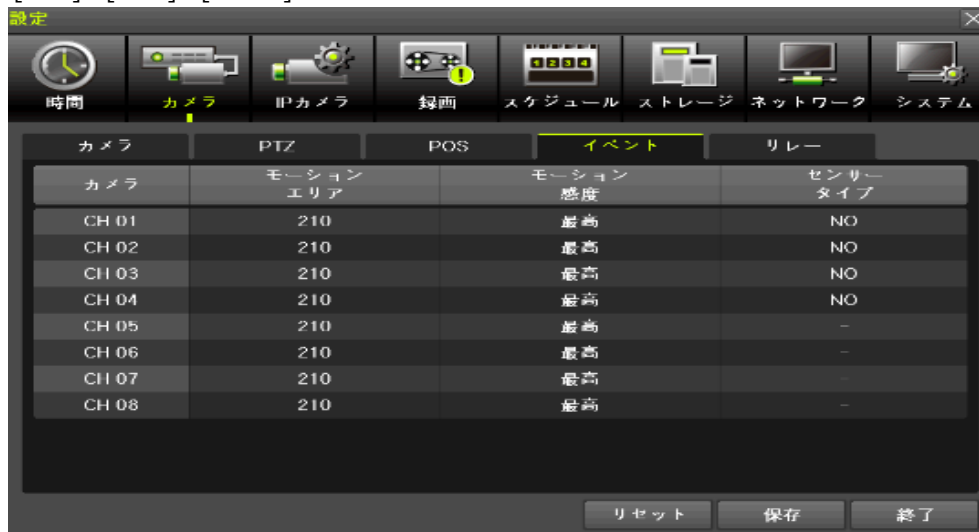 設定
時間 カメラ IPカメラ 録画 スケジュール ストレージ ネットワーク システム
カメラ PTZ POS イベント リレー
カメラ モーション エリア モーション 感度 センサー タイプ
CH 01 210 最高 NO
CH 02 210 最高 NO
CH 03 210 最高 NO
CH 04 210 最高 NO
CH 05 210 最高 -
CH 06 210 最高 -
CH 07 210 最高 -
CH 08 210 最高 -
リセット 保存 終了